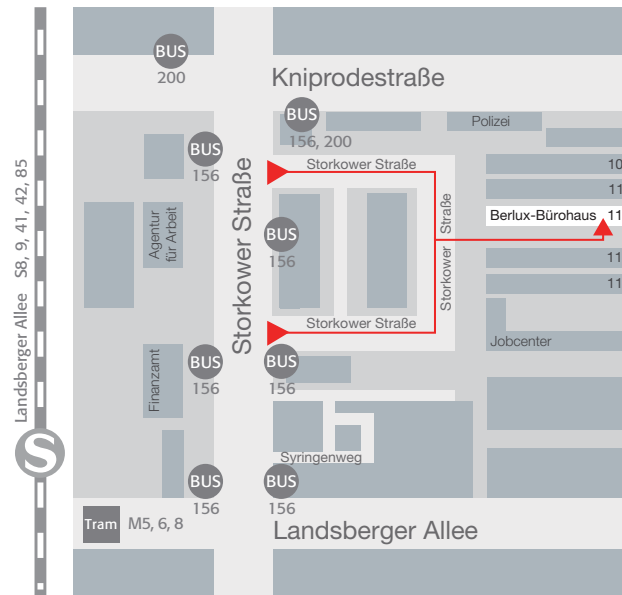 BUS
200
Kniprodestraße
BUS
156, 200
Polizei
BUS
156
Storkower Straße
10
11
Landsberger Allee S8, 9, 41, 42, 85
Storkower Straße
Agentur
für Arbeit
BUS
156
Storkower Straße
Berlux-Bürohaus 11
11
11
Storkower Straße
Jobcenter
Finanzamt
BUS
156
BUS
156
Syringenweg
S
BUS
156
BUS
156
Tram M5, 6, 8
Landsberger Allee